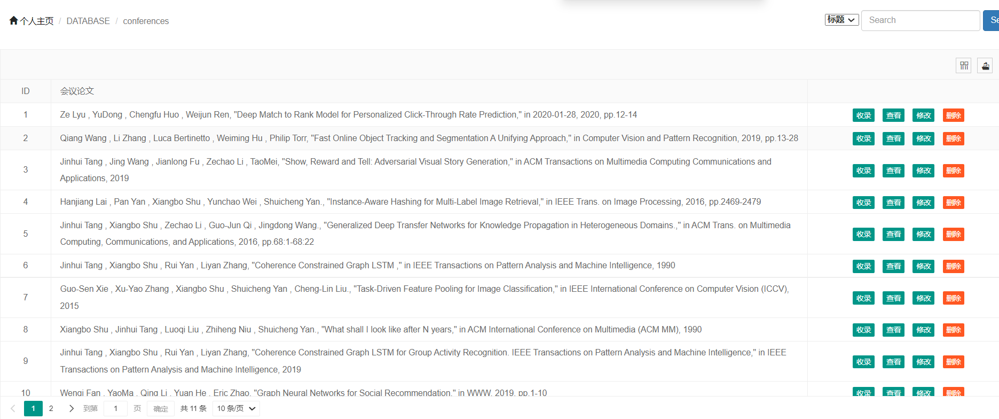 个人主页 / DATABASE / conferences
标题 Search
ID 会议论文
1 Ze Lyu , YuDong , Chengfu Huo , Weijun Ren, "Deep Match to Rank Model for Personalized Click-Through Rate Prediction," in 2020-01-28, 2020, pp.12-14 收录 查看 修改 删除
2 Qiang Wang , Li Zhang , Luca Bertinetto , Weiming Hu , Philip Torr, "Fast Online Object Tracking and Segmentation A Unifying Approach," in Computer Vision and Pattern Recognition, 2019, pp.13-28 收录 查看 修改 删除
3 Jinhui Tang , Jing Wang , Jianlong Fu , Zechao Li , TaoMei, "Show, Reward and Tell: Adversarial Visual Story Generation," in ACM Transactions on Multimedia Computing Communications and
Applications, 2019 收录 查看 修改 删除
4 Hanjiang Lai , Pan Yan , Xiangbo Shu , Yunchao Wei , Shuicheng Yan., "Instance-Aware Hashing for Multi-Label Image Retrieval," in IEEE Trans. on Image Processing, 2016, pp.2469-2479 收录 查看 修改 删除
5 Jinhui Tang , Xiangbo Shu , Zechao Li , Guo-Jun Qi , Jingdong Wang., "Generalized Deep Transfer Networks for Knowledge Propagation in Heterogeneous Domains.," in ACM Trans. on Multimedia
Computing, Communications, and Applications, 2016, pp.68:1-68:22 收录 查看 修改 删除
6 Jinhui Tang , Xiangbo Shu , Rui Yan , Liyan Zhang, "Coherence Constrained Graph LSTM ," in IEEE Transactions on Pattern Analysis and Machine Intelligence, 1990 收录 查看 修改 删除
7 Guo-Sen Xie , Xu-Yao Zhang , Xiangbo Shu , Shuicheng Yan , Cheng-Lin Liu., "Task-Driven Feature Pooling for Image Classification," in IEEE International Conference on Computer Vision (ICCV),
2015 收录 查看 修改 删除
8 Xiangbo Shu , Jinhui Tang , Luoqi Liu , Zhiheng Niu , Shuicheng Yan., "What shall I look like after N years," in ACM International Conference on Multimedia (ACM MM), 1990 收录 查看 修改 删除
9 Jinhui Tang , Xiangbo Shu , Rui Yan , Liyan Zhang, "Coherence Constrained Graph LSTM for Group Activity Recognition. IEEE Transactions on Pattern Analysis and Machine Intelligence," in IEEE
Transactions on Pattern Analysis and Machine Intelligence, 2019 收录 查看 修改 删除
10 Wenqi Fan , YaoMa , Qing Li , Yuan He , Eric Zhao, "Graph Neural Networks for Social Recommendation," in WWW, 2019, pp.1-10 收录 查看 修改 删除
1 2 到第 1 页 确定 共 11 条 10 条/页